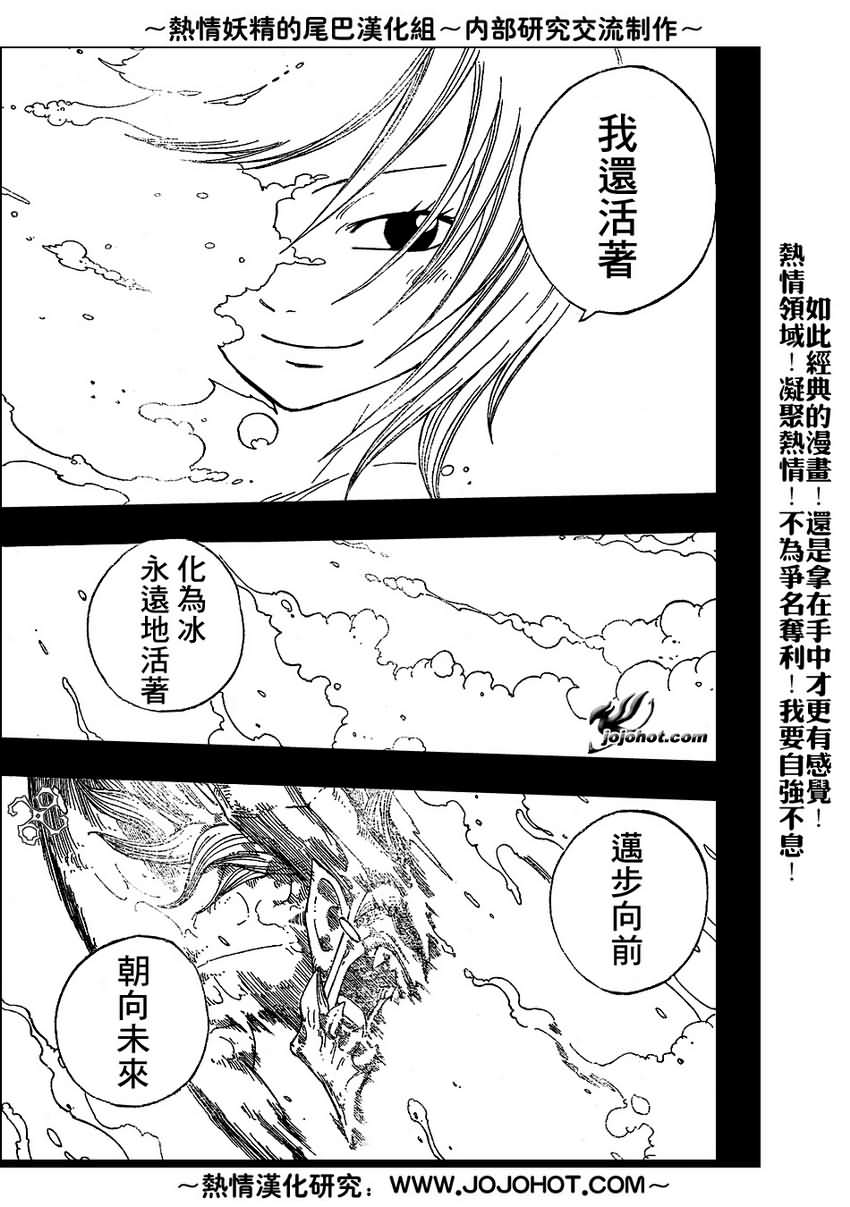 ～熱情妖精的尾巴漢化組～内部研究交流制作～
我還活著
化為冰
永遠地活著
jojohot.com
邁步向前
朝向未來
如此經典的漫畫！還是拿在手中才更有感覺！
熱情領域！凝聚熱情！不為爭名奪利！我要自強不息！
～熱情漢化研究：WWW.JOJOHOT.COM～